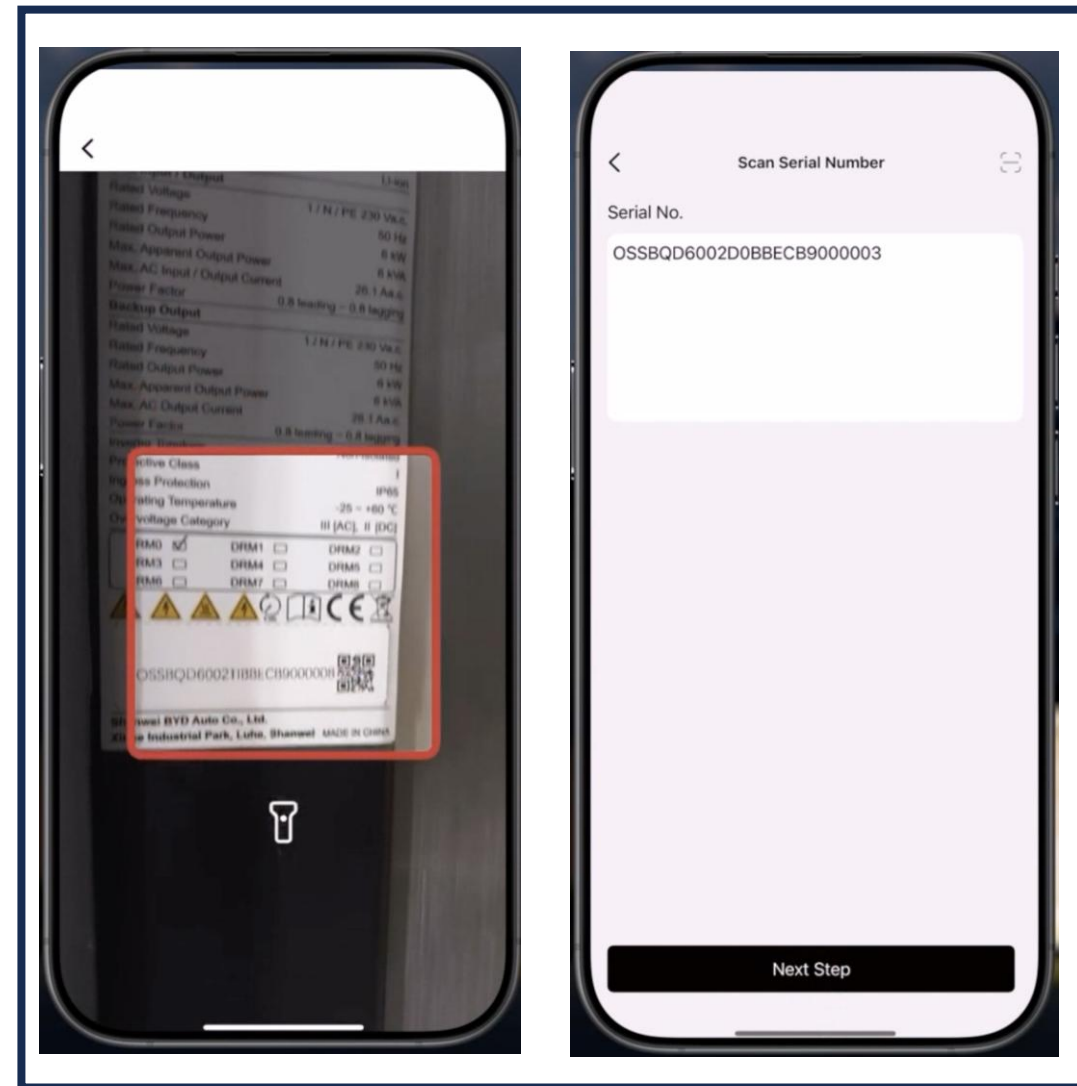 Rated Voltage 1 / N / PE 230 Va.c.
Rated Frequency 50 Hz
Rated Output Power 6 kW
Max. Apparent Output Power 6 kVA
Max. AC Input / Output Current 26.1 Aa.c.
Power Factor 0.8 leading ~ 0.8 lagging
Backup Output
Rated Voltage 1 / N / PE 230 Va.c.
Rated Frequency 50 Hz
Rated Output Power 6 kW
Max. Apparent Output Power 6 kVA
Max. AC Output Current 26.1 Aa.c.
Power Factor 0.8 leading ~ 0.8 lagging
Protective Class I
Ingress Protection IP65
Operating Temperature -25 ~ +60 °C
Overvoltage Category III [AC], II [DC]
RM0 DRM1 DRM2
RM3 DRM4 DRM5
RM6 DRM7 DRM8
CE
Shanwei BYD Auto Co., Ltd.
Industrial Park, Luhe, Shanwei MADE IN CHINA
Scan Serial Number
Serial No.
OSSBQD6002D0BBECB9000003
Next Step